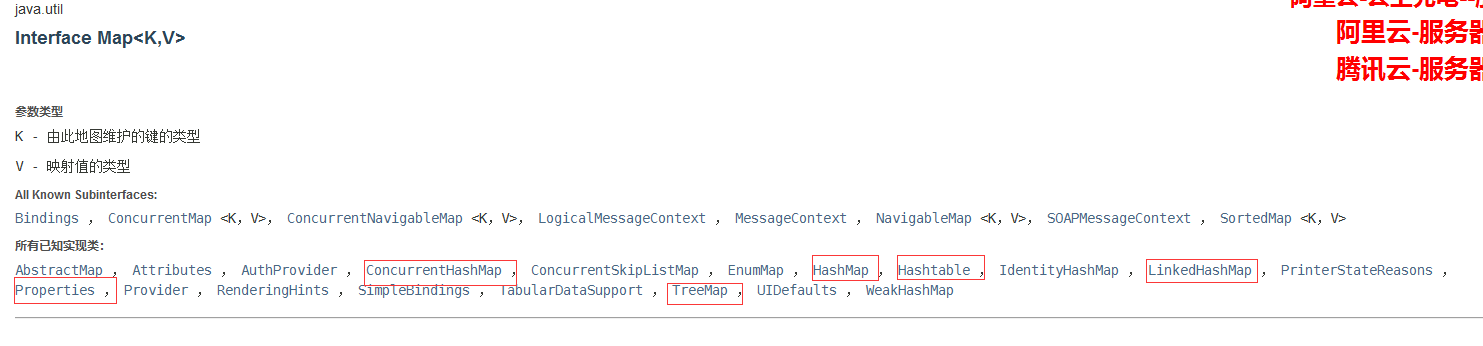 java.util
Interface Map<K,V>
阿里云-服务器
腾讯云-服务器
参数类型
K - 由此地图维护的键的类型
V - 映射值的类型
All Known Subinterfaces:
Bindings , ConcurrentMap <K, V>, ConcurrentNavigableMap <K, V>, LogicalMessageContext , MessageContext , NavigableMap <K, V>, SOAPMessageContext , SortedMap <K, V>
所有已知实现类:
AbstractMap , Attributes , AuthProvider , ConcurrentHashMap , ConcurrentSkipListMap , EnumMap , HashMap , Hashtable , IdentityHashMap , LinkedHashMap , PrinterStateReasons ,
Properties , Provider , RenderingHints , SimpleBindings , TabularDataSupport , TreeMap , UIDefaults , WeakHashMap